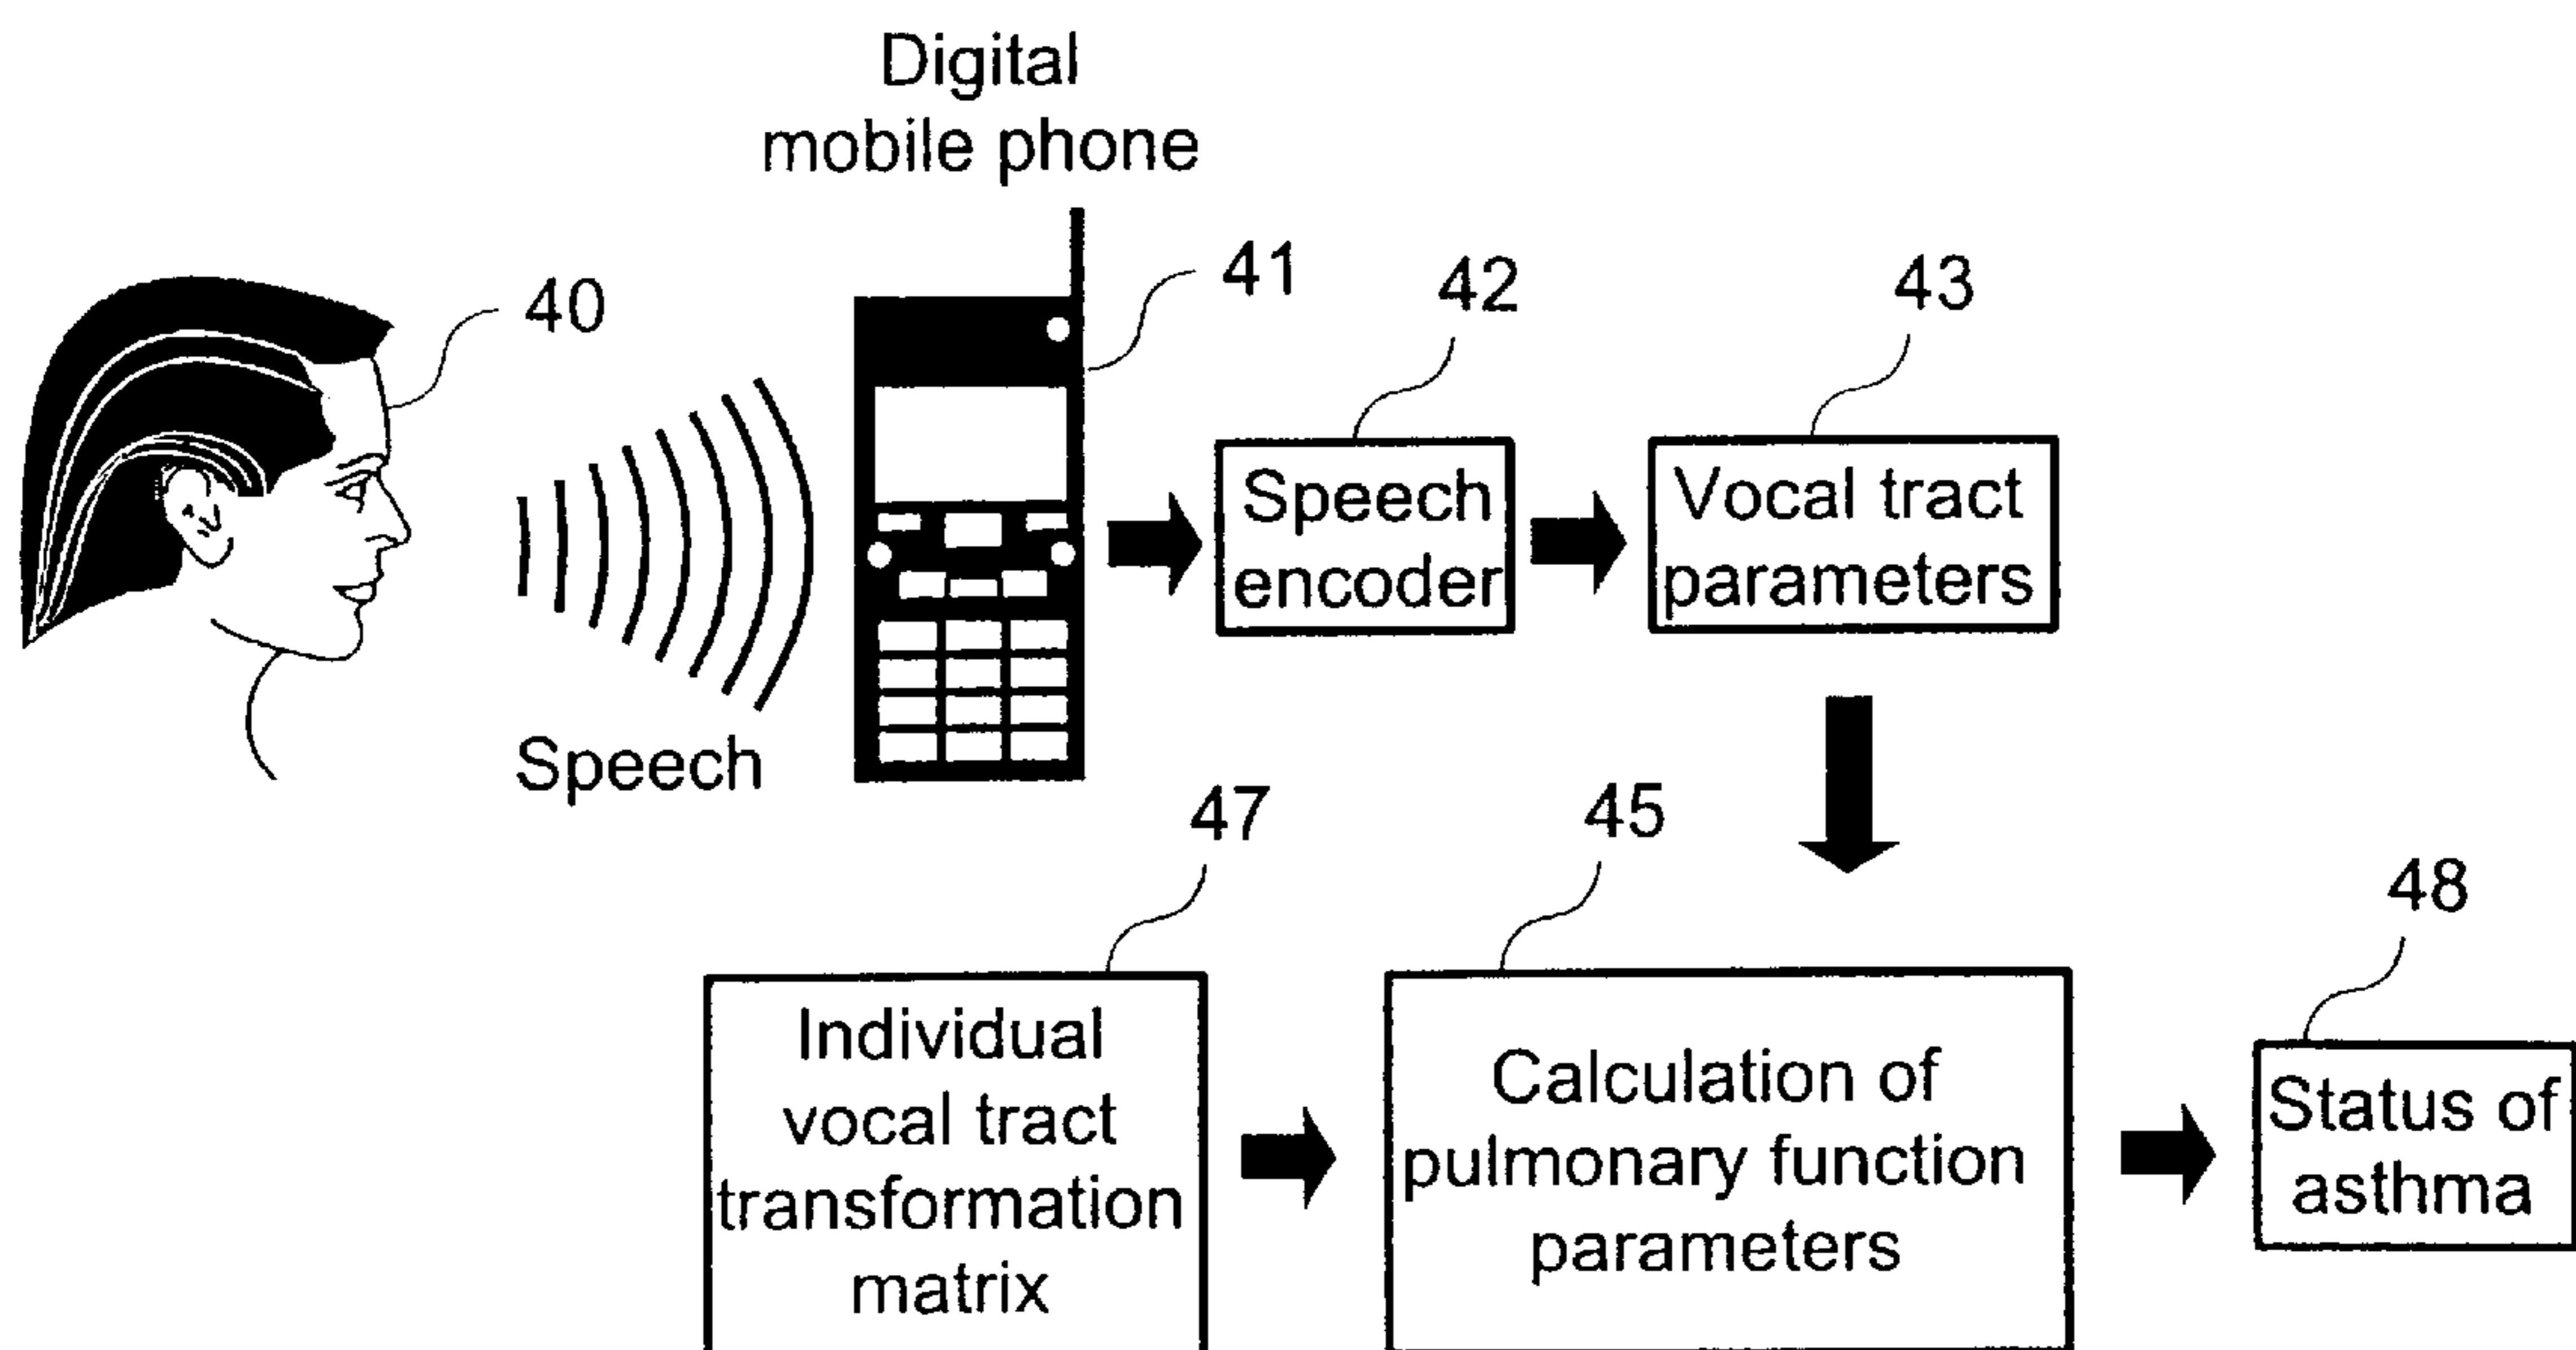 Digital
mobile phone
40
41
42
43
Speech
encoder
Vocal tract
parameters
Speech
47
45
48
Individual
vocal tract
transformation
matrix
Calculation of
pulmonary function
parameters
Status of
asthma